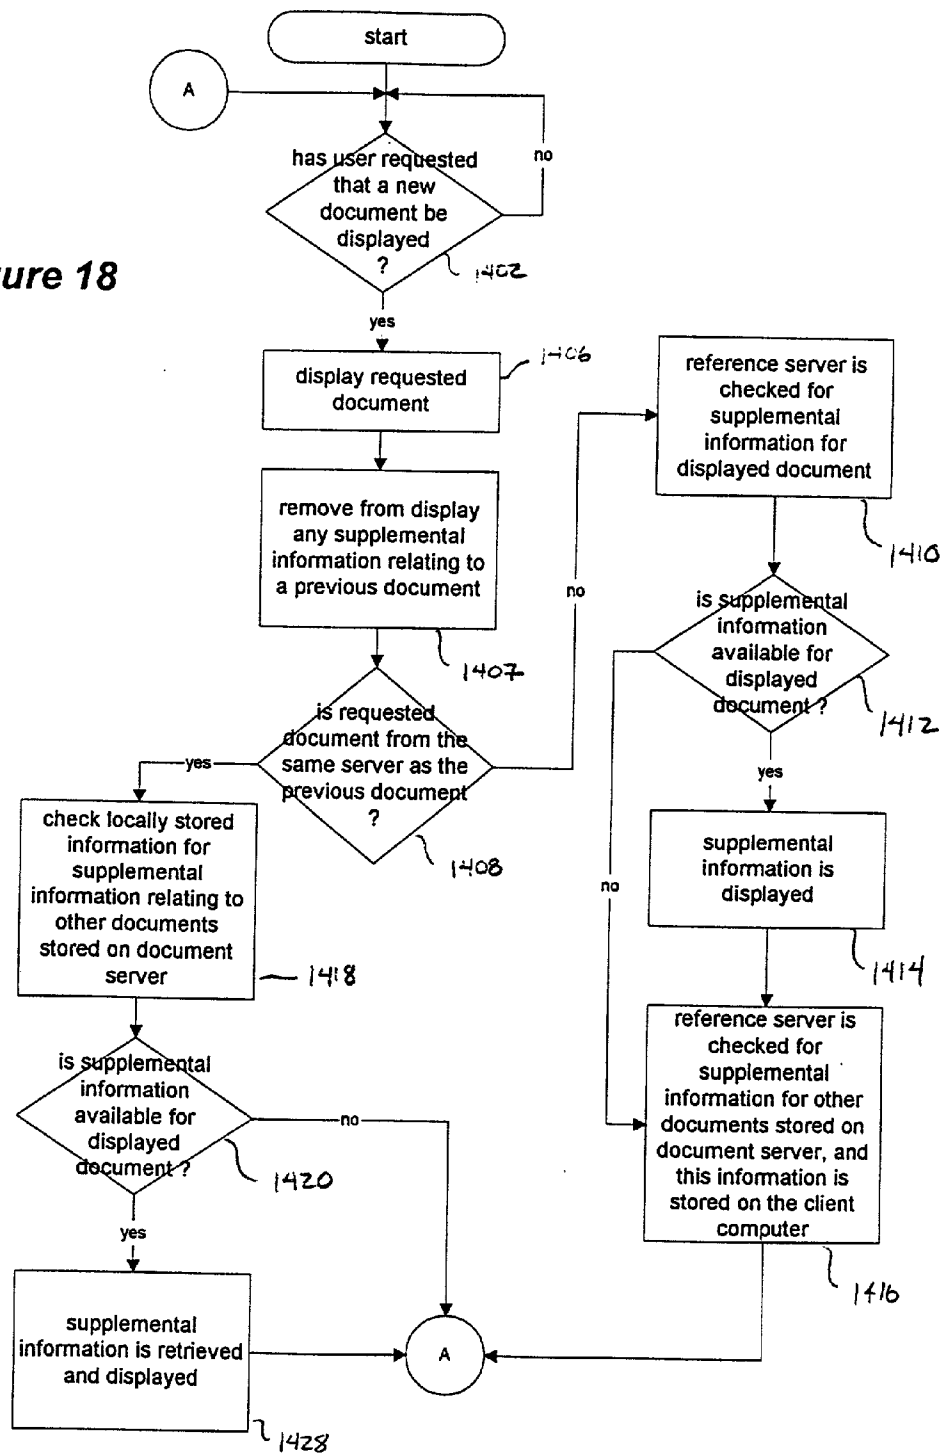 start
A
no
has user requested
that a new
document be
displayed
?
1402
ure 18
yes
1406
display requested
document
reference server is
checked for
supplemental
information for
displayed document
1410
remove from display
any supplemental
information relating to
a previous document
1407
no
is supplemental
information
available for
displayed
document ?
1412
is requested
document from the
same server as the
previous document
?
1408
yes
yes
check locally stored
information for
supplemental
information relating to
other documents
stored on document
server
1418
supplemental
information is
displayed
1414
no
reference server is
checked for
supplemental
information for other
documents stored on
document server, and
this information is
stored on the client
computer
1416
is supplemental
information
available for
displayed
document ?
1420
no
yes
supplemental
information is retrieved
and displayed
1428
A